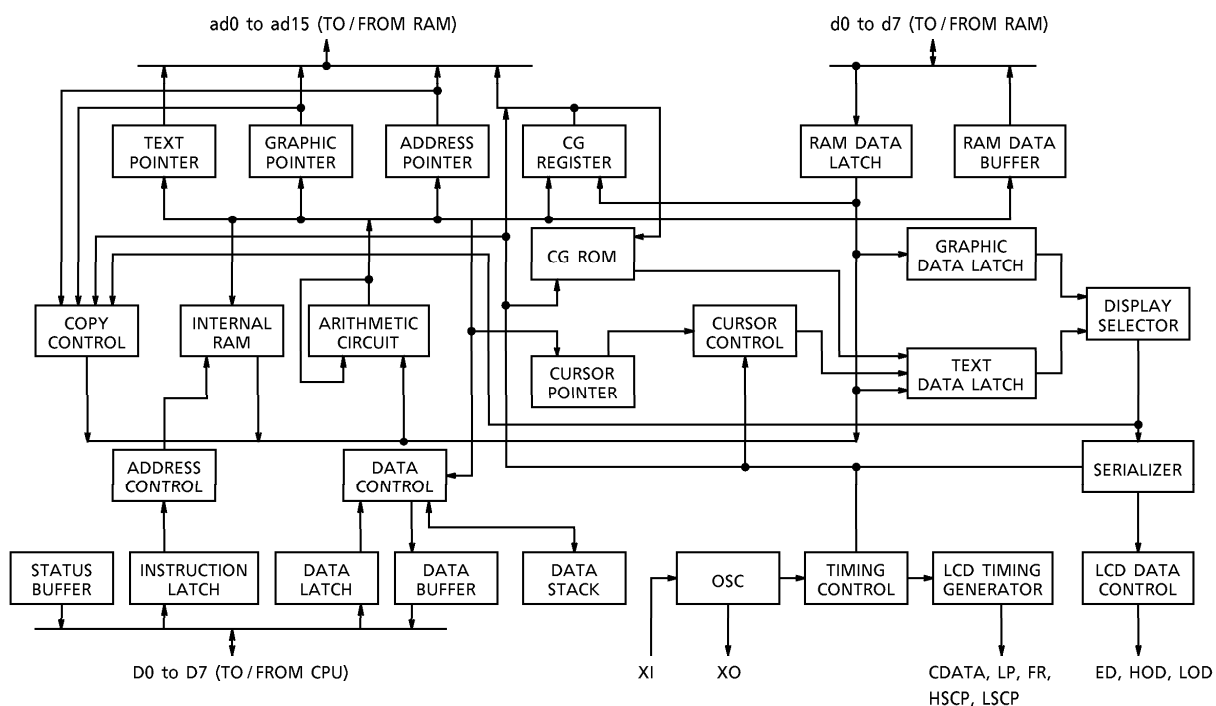 ad0 to ad15 (TO / FROM RAM)
d0 to d7 (TO / FROM RAM)
TEXT
POINTER
GRAPHIC
POINTER
ADDRESS
POINTER
CG
REGISTER
RAM DATA
LATCH
RAM DATA
BUFFER
CG ROM
GRAPHIC
DATA LATCH
COPY
CONTROL
INTERNAL
RAM
ARITHMETIC
CIRCUIT
CURSOR
POINTER
CURSOR
CONTROL
TEXT
DATA LATCH
DISPLAY
SELECTOR
ADDRESS
CONTROL
DATA
CONTROL
SERIALIZER
STATUS
BUFFER
INSTRUCTION
LATCH
DATA
LATCH
DATA
BUFFER
DATA
STACK
OSC
TIMING
CONTROL
LCD TIMING
GENERATOR
LCD DATA
CONTROL
D0 to D7 (TO / FROM CPU)
XI
XO
CDATA, LP, FR,
HSCP, LSCP
ED, HOD, LOD